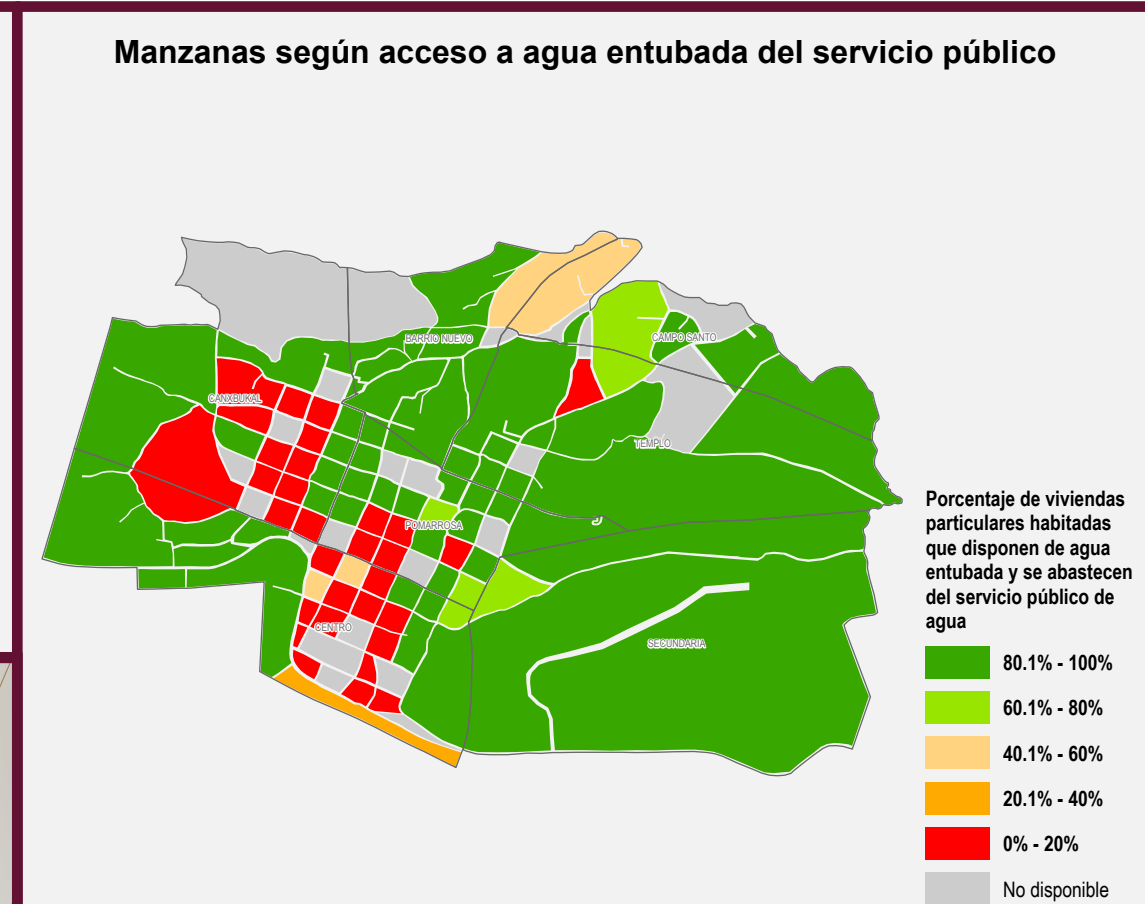 Manzanas según acceso a agua entubada del servicio público
BARRIO NUEVO
CAMPO SANTO
CANXBUKAL
TEMPLO
POMARROSA
CENTRO
SECUNDARIA
Porcentaje de viviendas
particulares habitadas
que disponen de agua
entubada y se abastecen
del servicio público de
agua
80.1% - 100%
60.1% - 80%
40.1% - 60%
20.1% - 40%
0% - 20%
No disponible